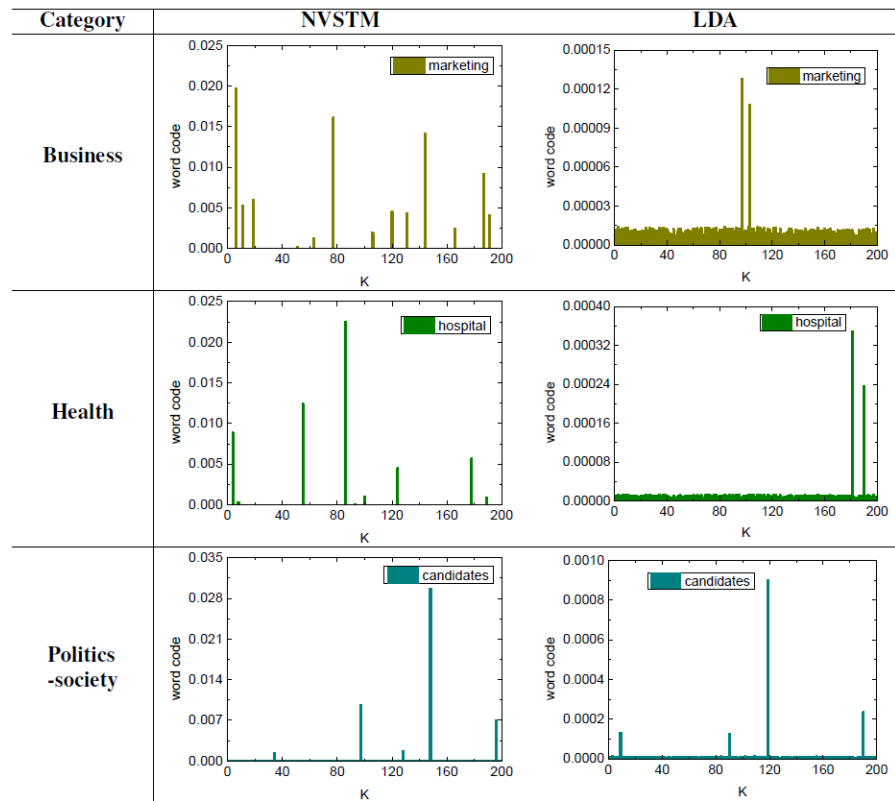 Category NVSTM LDA
Business
0.025
0.020
0.015
0.010
0.005
0.000
word code
marketing
0 40 80 120 160 200
K
0.00015
0.00012
0.00009
0.00006
0.00003
0.00000
word code
marketing
0 40 80 120 160 200
K
Health
0.025
0.020
0.015
0.010
0.005
0.000
word code
hospital
0 40 80 120 160 200
K
0.00040
0.00032
0.00024
0.00016
0.00008
0.00000
word code
hospital
0 40 80 120 160 200
K
Politics
-society
0.035
0.028
0.021
0.014
0.007
0.000
word code
candidates
0 40 80 120 160 200
K
0.0010
0.0008
0.0006
0.0004
0.0002
0.0000
word code
candidates
0 40 80 120 160 200
K